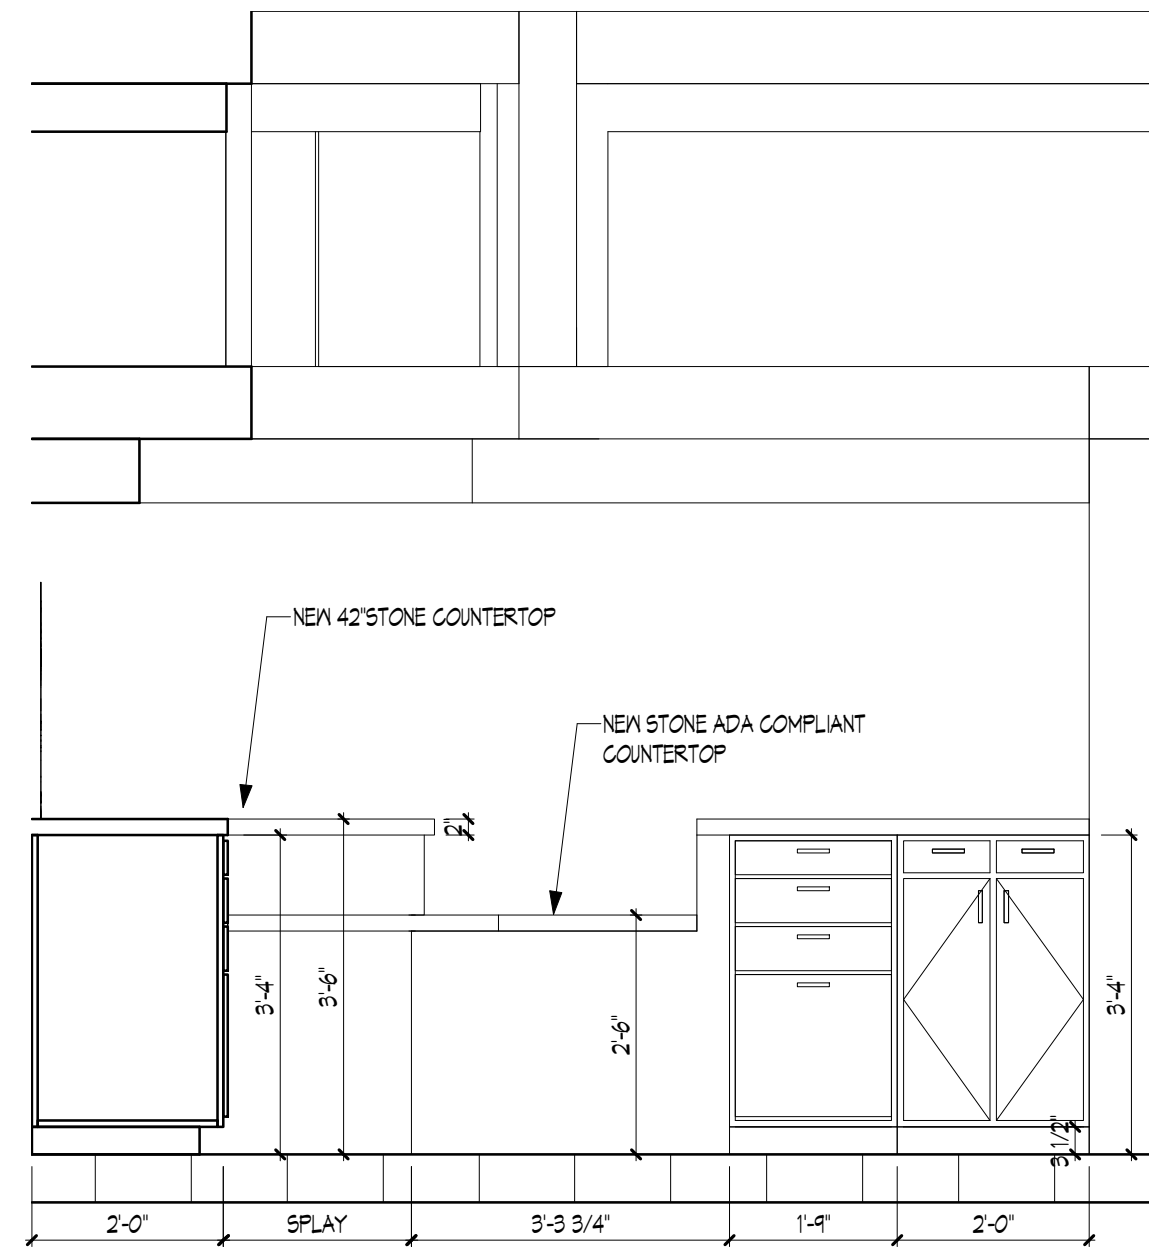 NEW 42"STONE COUNTERTOP
NEW STONE ADA COMPLIANT
COUNTERTOP
2"
3'-4"
3'-6"
2'-6"
3'-4"
3 1/2"
2'-0"
SPLAY
3'-3 3/4"
1'-9"
2'-0"